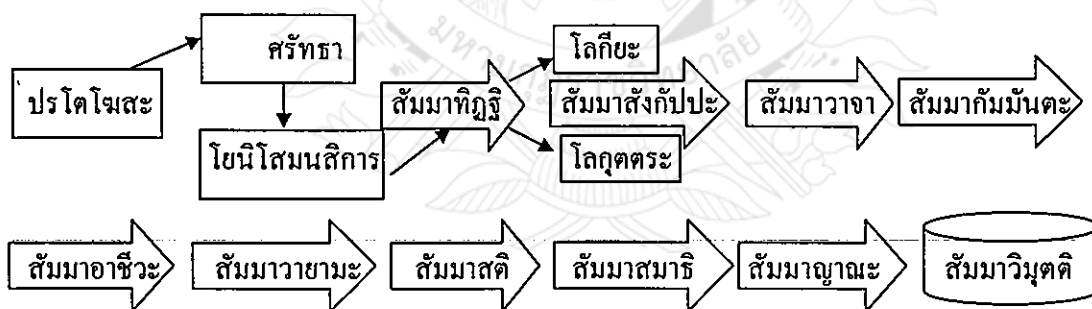 ศรัทธา
ปรโตโฆสะ
โยนิโสมนสิการ
สัมมาทิฏฐิ
โลกียะ
โลกุตตระ
สัมมาสังกัปปะ
สัมมาวาจา
สัมมากัมมันตะ
สัมมาอาชีวะ
สัมมาวายามะ
สัมมาสติ
สัมมาสมาธิ
สัมมาญาณะ
สัมมาวิมุตติ